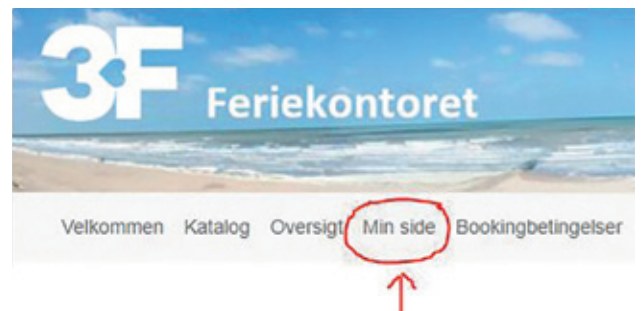 3F Feriekontoret
Velkommen Katalog Oversigt Min side Bookingbetingelser